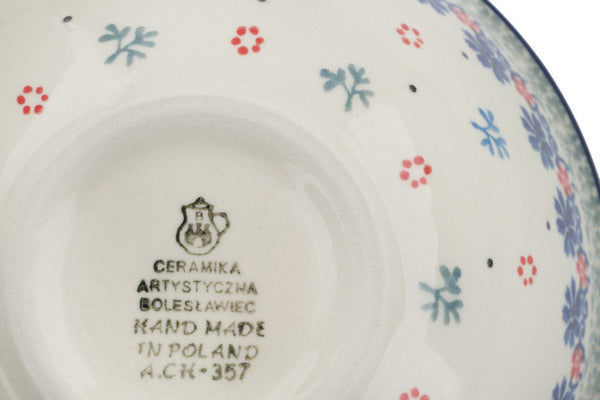 B
CERAMIKA
ARTYSTYCZNA
BOLESŁAWIEC
HAND MADE
IN POLAND
A.CH-357